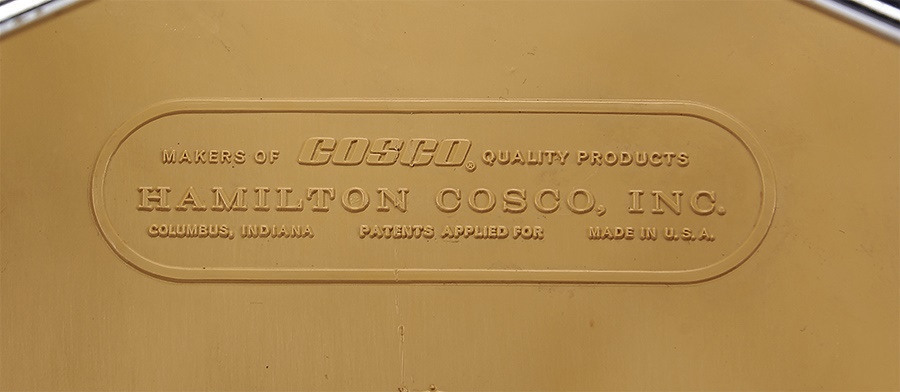 MAKERS OF COSCO® QUALITY PRODUCTS
HAMILTON COSCO, INC.
COLUMBUS, INDIANA PATENTS APPLIED FOR MADE IN U.S.A.